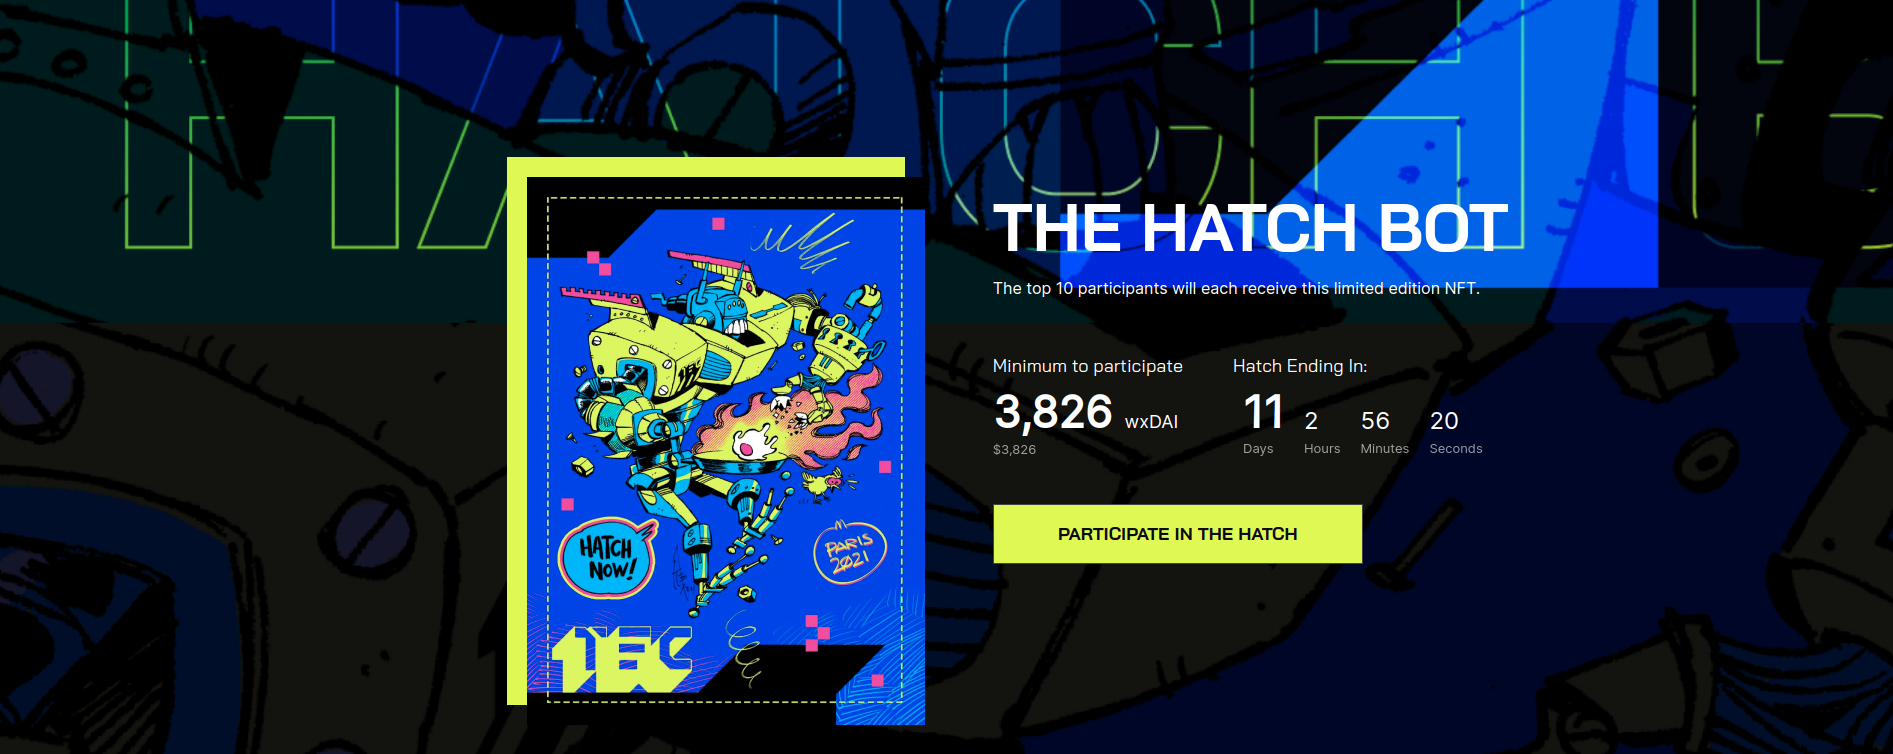 HATCH
THE HATCH BOT
The top 10 participants will each receive this limited edition NFT.
Minimum to participate
Hatch Ending In:
3,826 wxDAI
11 2 56 20
$3,826
Days Hours Minutes Seconds
PARTICIPATE IN THE HATCH
TEC
HATCH
NOW!
PARIS
2021
TEC